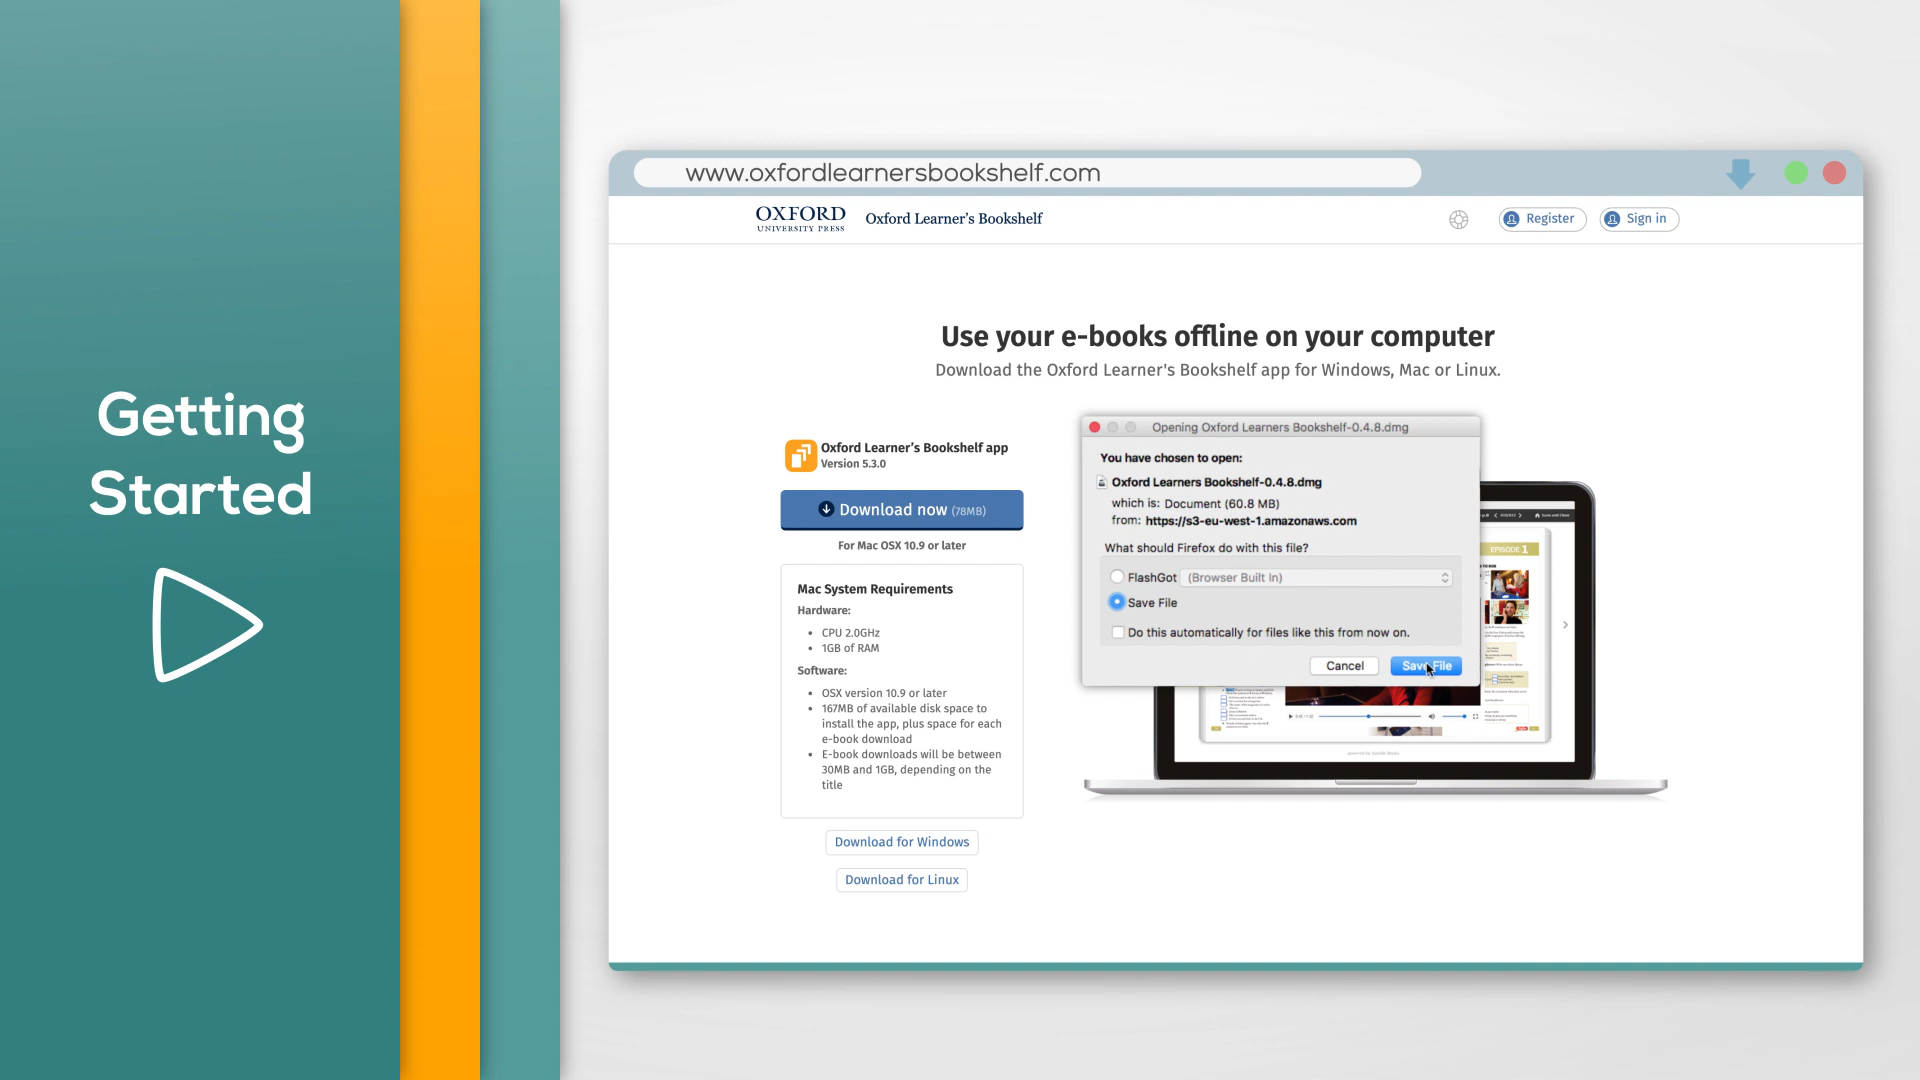 Getting
Started
www.oxfordlearnersbookshelf.com
OXFORD
UNIVERSITY PRESS
Oxford Learner's Bookshelf
Register
Sign in
Use your e-books offline on your computer
Download the Oxford Learner's Bookshelf app for Windows, Mac or Linux.
Oxford Learner's Bookshelf app
Version 5.3.0
Download now (78MB)
For Mac OSX 10.9 or later
Mac System Requirements
Hardware:
• CPU 2.0GHz
• 1GB of RAM
Software:
• OSX version 10.9 or later
• 167MB of available disk space to
install the app, plus space for each
e-book download
• E-book downloads will be between
30MB and 1GB, depending on the
title
Download for Windows
Download for Linux
Opening Oxford Learners Bookshelf-0.4.8.dmg
You have chosen to open:
Oxford Learners Bookshelf-0.4.8.dmg
which is: Document (60.8 MB)
from: https://s3-eu-west-1.amazonaws.com
What should Firefox do with this file?
FlashGot (Browser Built In)
Save File
Do this automatically for files like this from now on.
Cancel
Save File
EPISODE 1